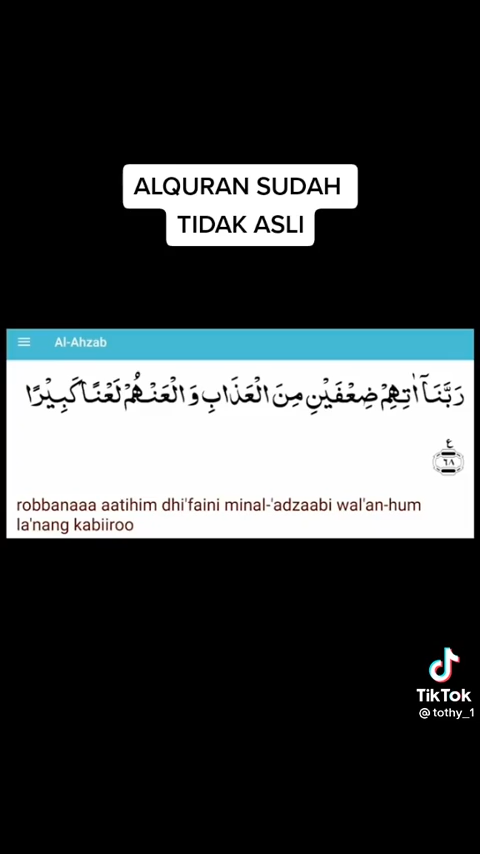 ALQURAN SUDAH
TIDAK ASLI
Al-Ahzab
رَبَّنَآ اٰتِهِمْ ضِعْفَيْنِ مِنَ الْعَذَابِ وَ الْعَنْهُمْ لَعْنًا كَبِيْرًا
ع
٦٨
robbanaaa aatihim dhi'faini minal-'adzaabi wal'an-hum
la'nang kabiiroo
TikTok
@tothy_1